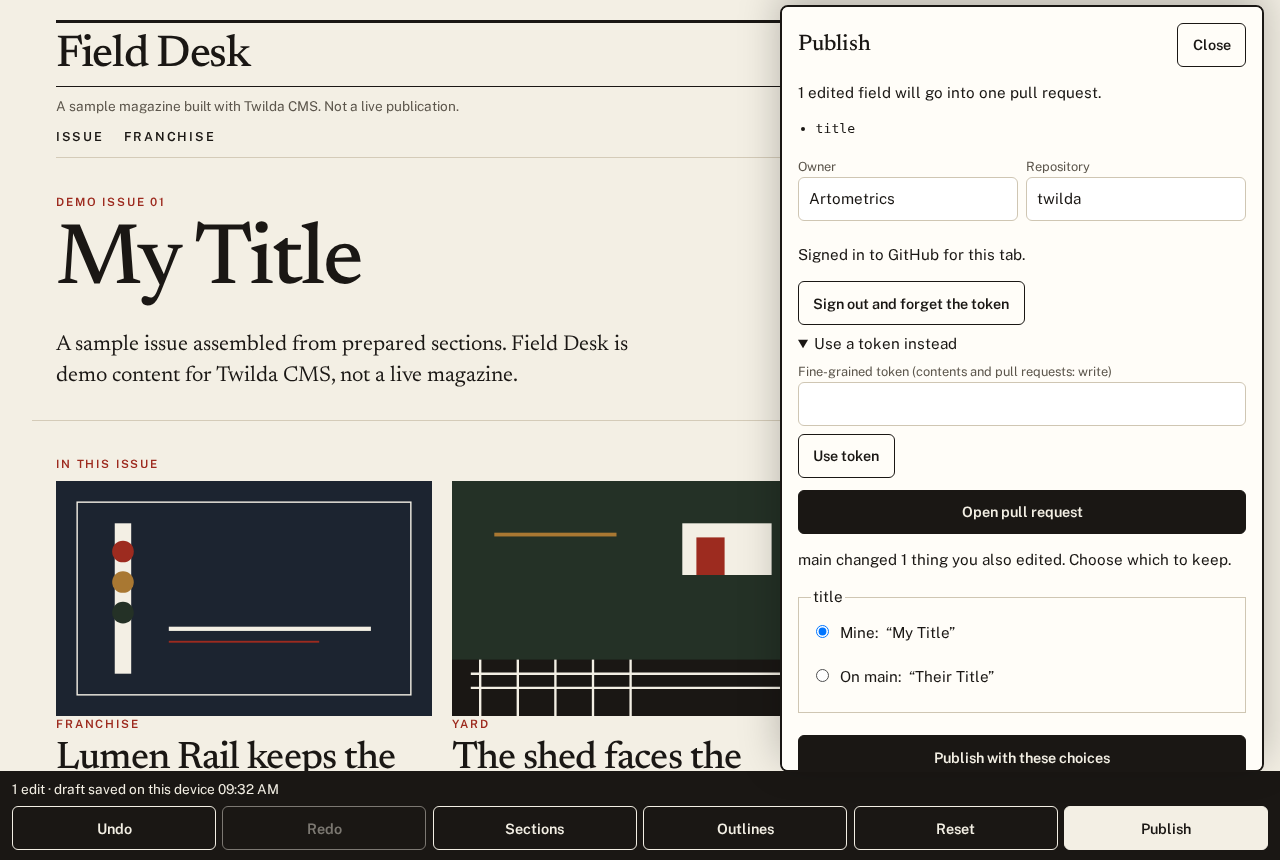 Field Desk
A sample magazine built with Twilda CMS. Not a live publication.
ISSUE FRANCHISE
DEMO ISSUE 01
My Title
A sample issue assembled from prepared sections. Field Desk is
demo content for Twilda CMS, not a live magazine.
IN THIS ISSUE
FRANCHISE
Lumen Rail keeps the
YARD
The shed faces the
Publish
Close
1 edited field will go into one pull request.
• title
Owner
Artometrics
Repository
twilda
Signed in to GitHub for this tab.
Sign out and forget the token
▼ Use a token instead
Fine-grained token (contents and pull requests: write)
Use token
Open pull request
main changed 1 thing you also edited. Choose which to keep.
title
Mine: “My Title”
On main: “Their Title”
Publish with these choices
1 edit · draft saved on this device 09:32 AM
Undo
Redo
Sections
Outlines
Reset
Publish